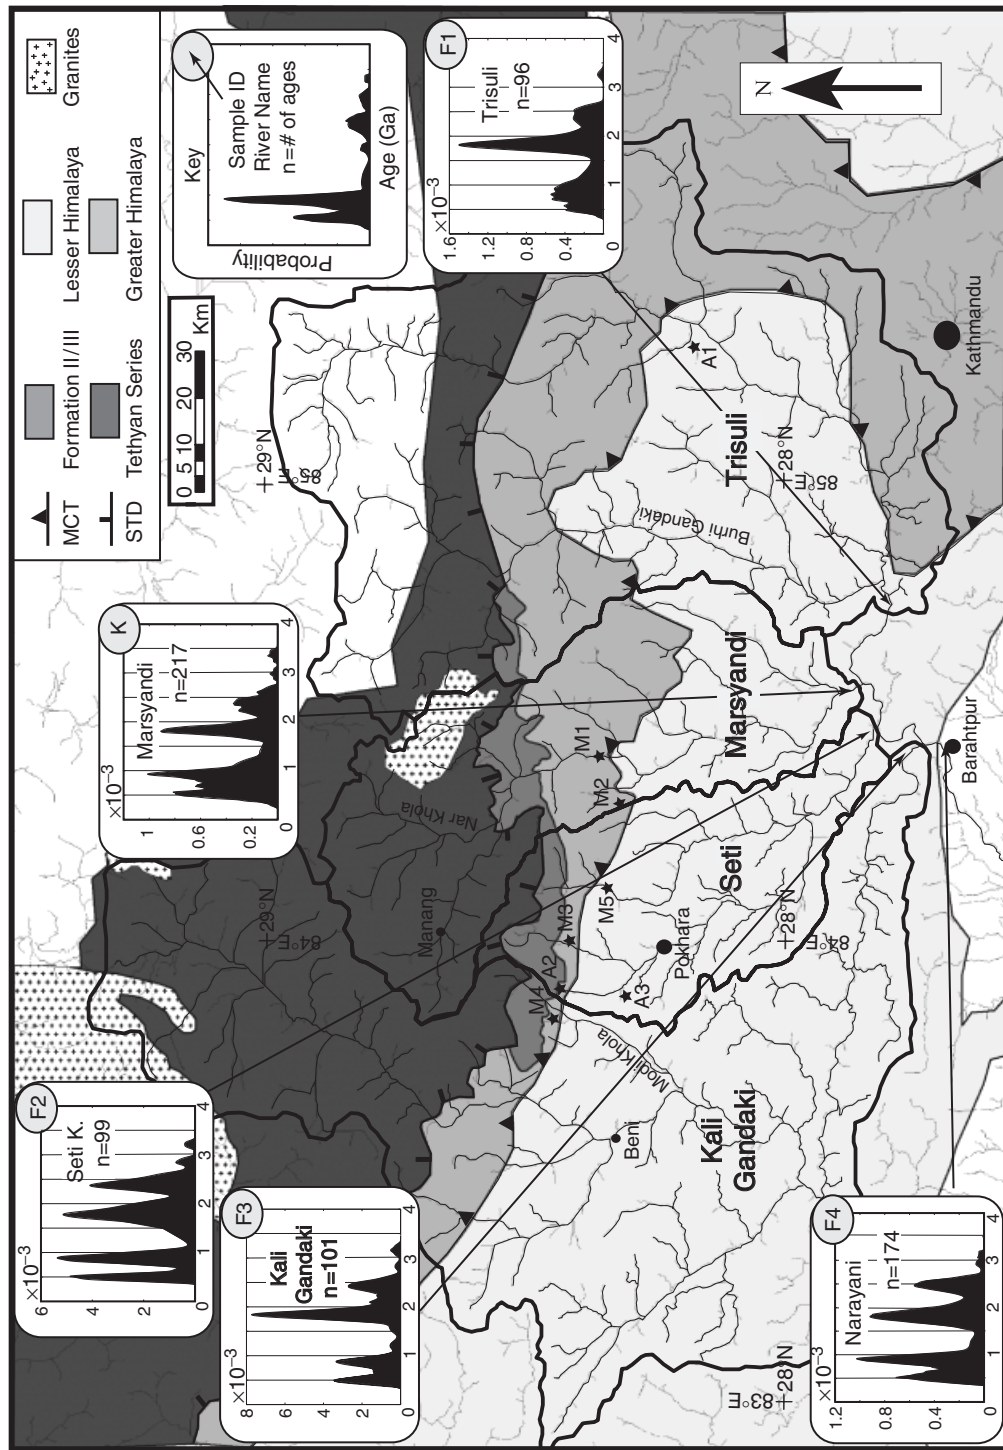 MCT
STD
Formation II/III
Tethyan Series
Lesser Himalaya
Greater Himalaya
Granites
0 5 10 20 30
Km
Key
Sample ID
River Name
n=# of ages
Probability
Age (Ga)
F1
Trisuli
n=96
×10⁻³
1.6
1.2
0.8
0.4
0
1
2
3
4
N
K
Marsyandi
n=217
×10⁻³
1
0.6
0.2
0
1
2
3
4
F2
Seti K.
n=99
×10⁻³
6
4
2
0
1
2
3
4
F3
Kali
Gandaki
n=101
×10⁻³
8
6
4
2
0
1
2
3
4
F4
Narayani
n=174
×10⁻³
1.2
0.8
0.4
0
1
2
3
4
+29°N
85°E
+29°N
84°E
+28°N
85°E
+28°N
84°E
+28°N
83°E
Nar Khola
Manang
Burhi Gandaki
Modi Khola
Trisuli
Marsyandi
Seti
Kali
Gandaki
A1
M1
M2
M3
M5
A2
M4
A3
Pokhara
Beni
Kathmandu
Barahtpur